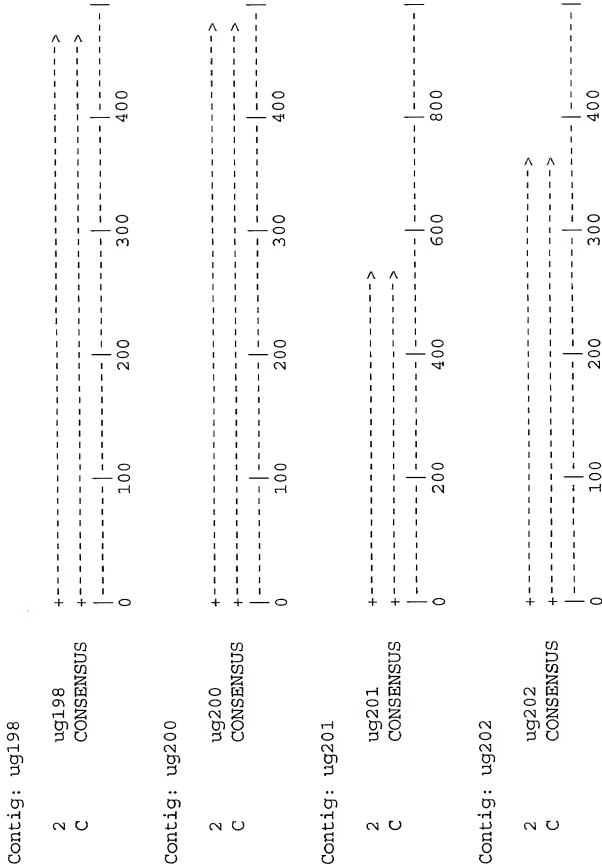 Contig: ug198
2 ug198 +---------------------------------------------->
C CONSENSUS +---------------------------------------------->
|---------|---------|---------|---------|---------|
0 100 200 300 400
Contig: ug200
2 ug200 +----------------------------------------------->
C CONSENSUS +----------------------------------------------->
|---------|---------|---------|---------|---------|
0 100 200 300 400
Contig: ug201
2 ug201 +-------------------------->
C CONSENSUS +-------------------------->
|---------|---------|---------|---------|---------|
0 200 400 600 800
Contig: ug202
2 ug202 +----------------------------------->
C CONSENSUS +----------------------------------->
|---------|---------|---------|---------|---------|
0 100 200 300 400